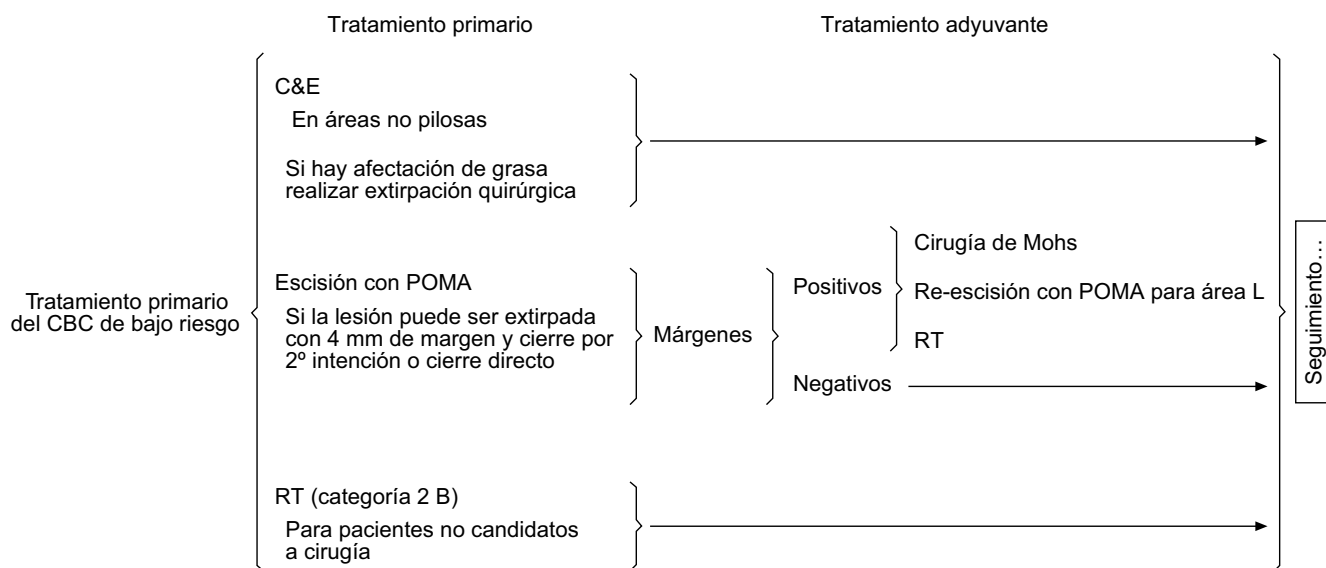 Tratamiento primario
Tratamiento adyuvante
C&E
En áreas no pilosas
Si hay afectación de grasa
realizar extirpación quirúrgica
Tratamiento primario
del CBC de bajo riesgo
Escisión con POMA
Si la lesión puede ser extirpada
con 4 mm de margen y cierre por
2º intención o cierre directo
Márgenes
Positivos
Cirugía de Mohs
Re-escisión con POMA para área L
RT
Negativos
RT (categoría 2 B)
Para pacientes no candidatos
a cirugía
Seguimiento…